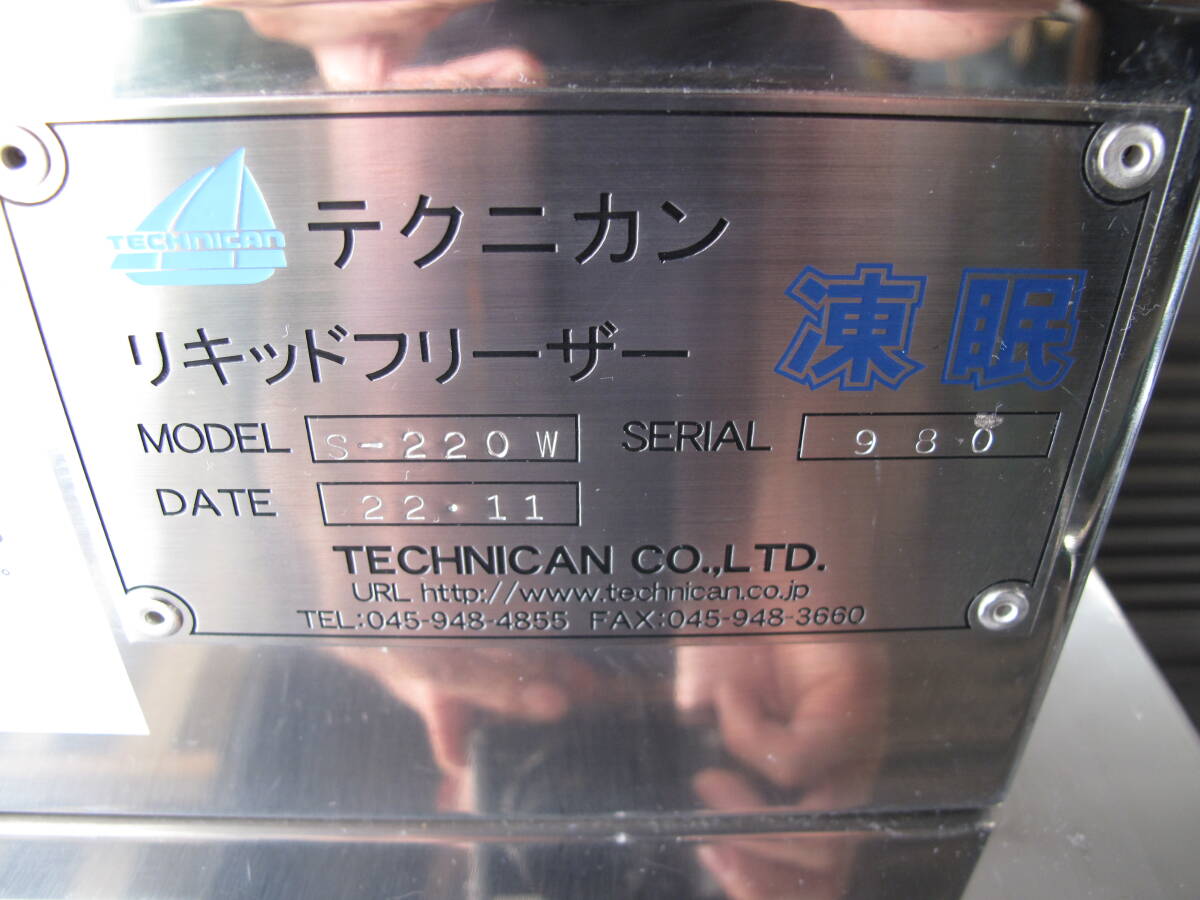 TECHNICAN
テクニカン
リキッドフリーザー 凍眠
MODEL S-220W SERIAL 980
DATE 22・11
TECHNICAN CO.,LTD.
URL http://www.technican.co.jp
TEL:045-948-4855 FAX:045-948-3660